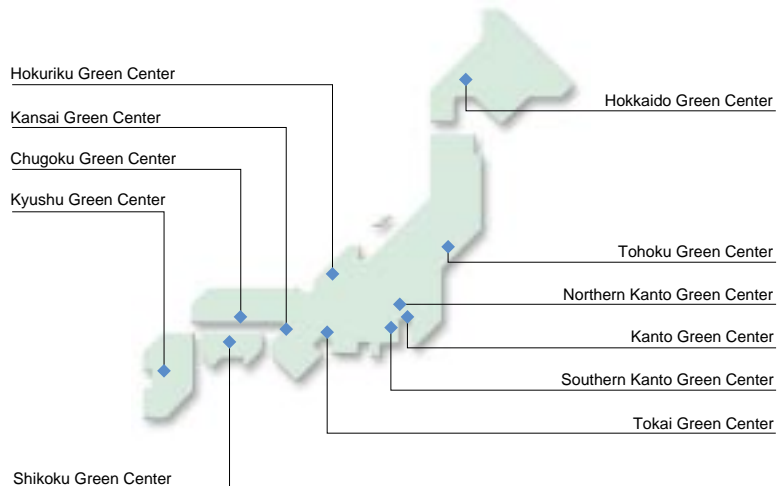 Hokuriku Green Center
Kansai Green Center
Chugoku Green Center
Kyushu Green Center
Shikoku Green Center
Hokkaido Green Center
Tohoku Green Center
Northern Kanto Green Center
Kanto Green Center
Southern Kanto Green Center
Tokai Green Center